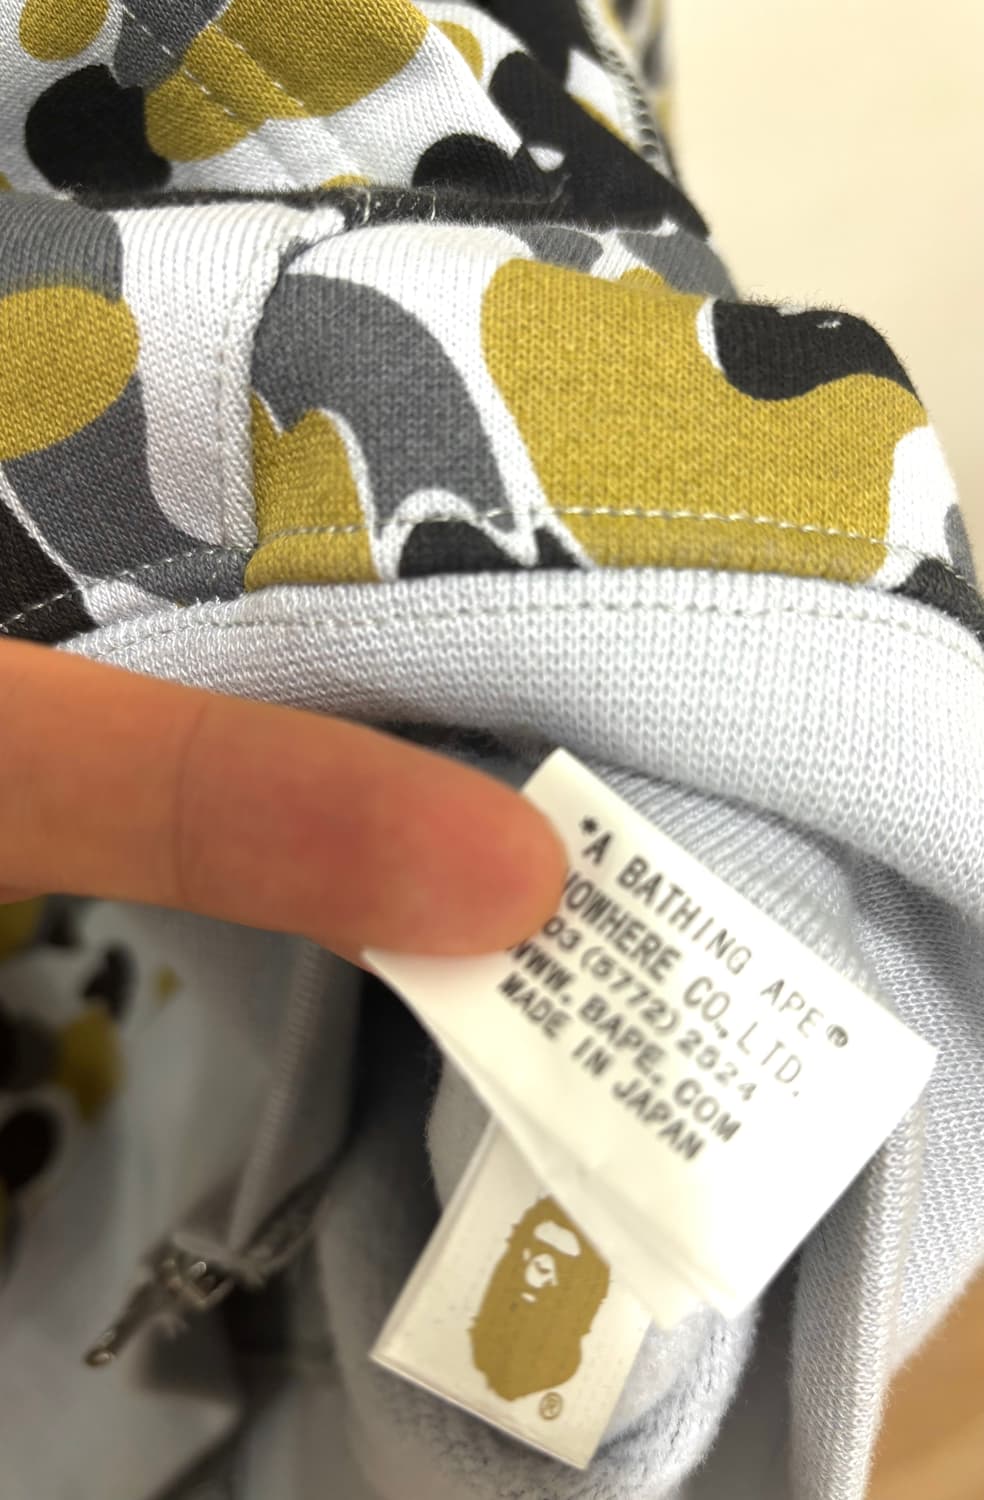 "A BATHING APE®
NOWHERE CO., LTD.
03 (5772) 2524
WWW. BAPE. COM
MADE IN JAPAN
®